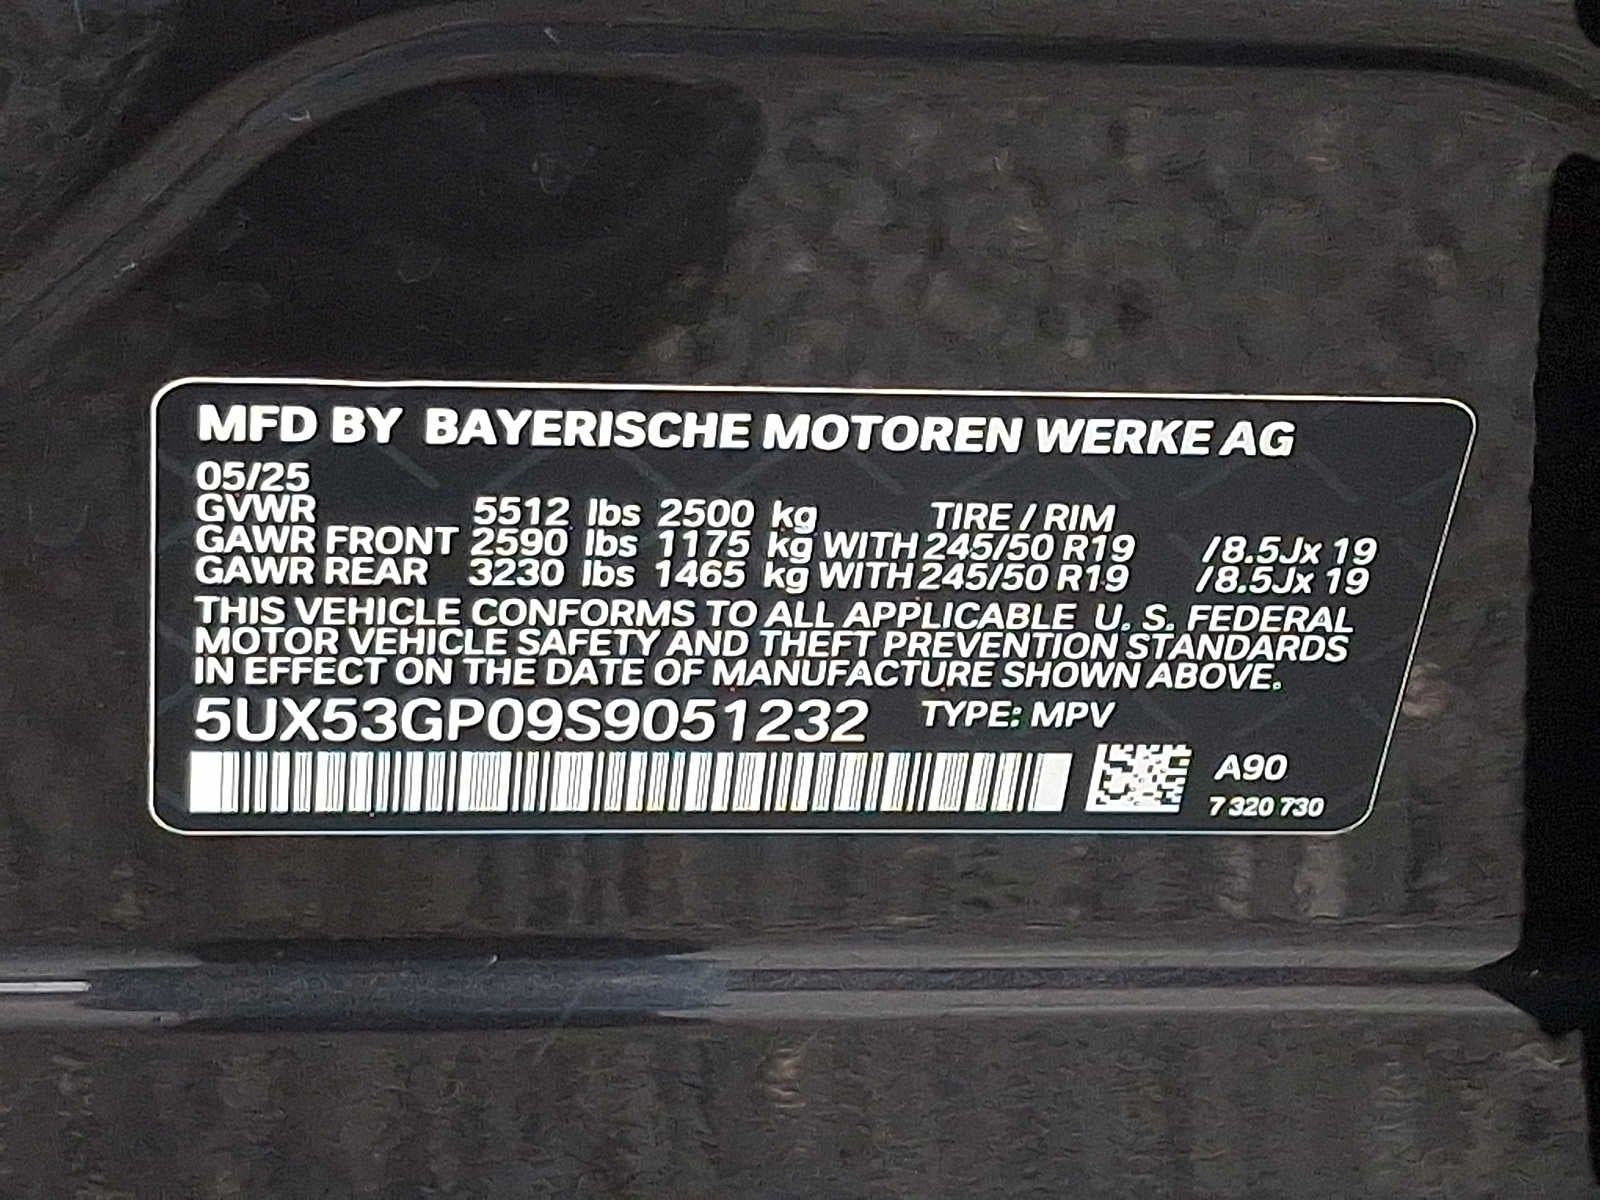 MFD BY BAYERISCHE MOTOREN WERKE AG
05/25
GVWR 5512 lbs 2500 kg TIRE / RIM
GAWR FRONT 2590 lbs 1175 kg WITH 245/50 R19 /8.5Jx 19
GAWR REAR 3230 lbs 1465 kg WITH 245/50 R19 /8.5Jx 19
THIS VEHICLE CONFORMS TO ALL APPLICABLE U. S. FEDERAL
MOTOR VEHICLE SAFETY AND THEFT PREVENTION STANDARDS
IN EFFECT ON THE DATE OF MANUFACTURE SHOWN ABOVE.
5UX53GP09S9051232 TYPE: MPV
A90
7 320 730